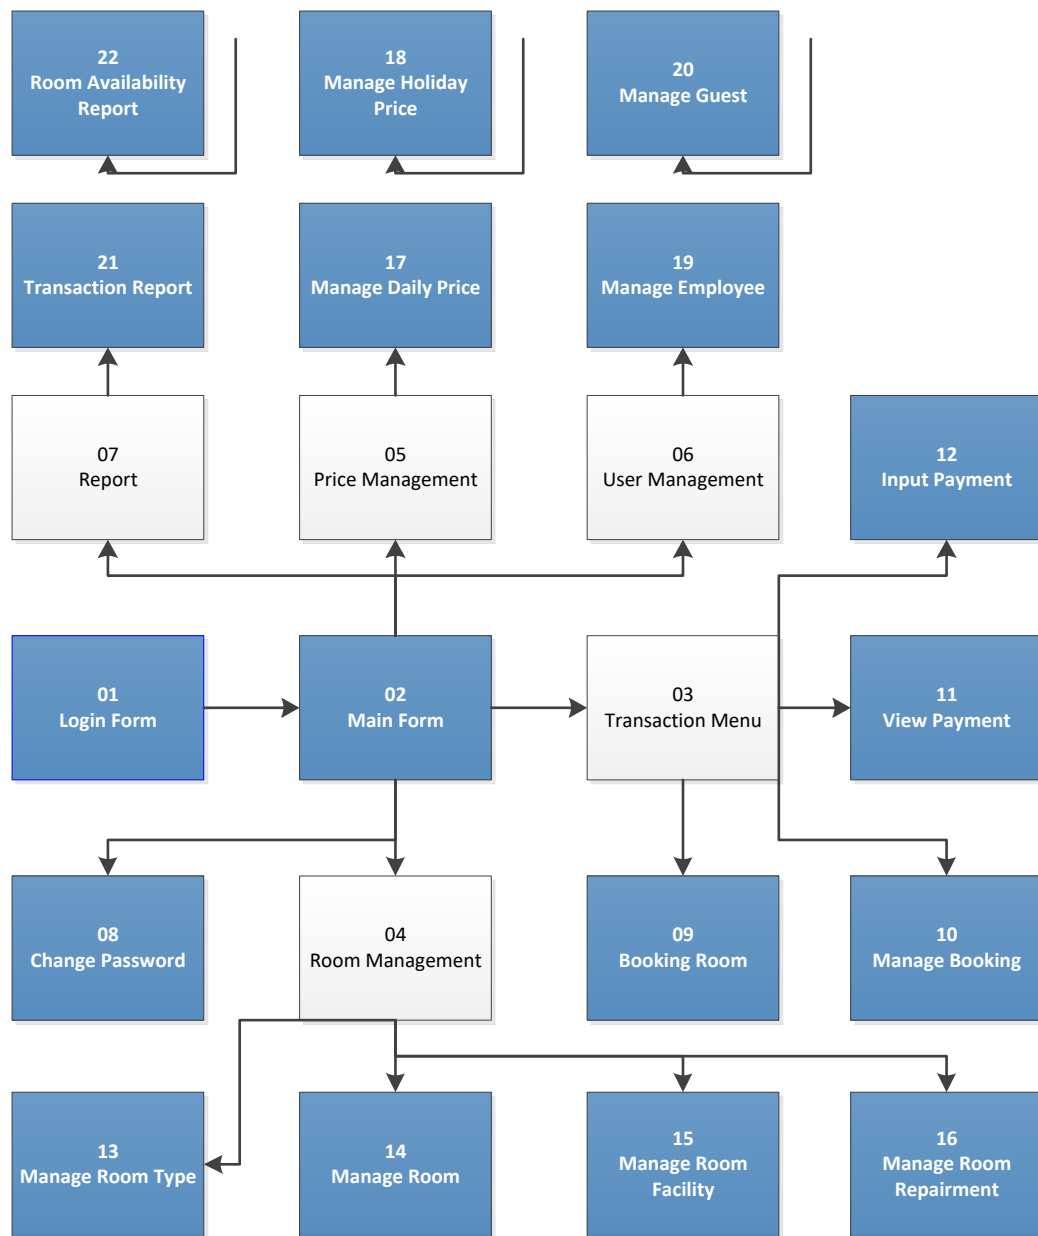 22
Room Availability
Report
18
Manage Holiday
Price
20
Manage Guest
21
Transaction Report
17
Manage Daily Price
19
Manage Employee
07
Report
05
Price Management
06
User Management
12
Input Payment
01
Login Form
02
Main Form
03
Transaction Menu
11
View Payment
08
Change Password
04
Room Management
09
Booking Room
10
Manage Booking
13
Manage Room Type
14
Manage Room
15
Manage Room
Facility
16
Manage Room
Repairment